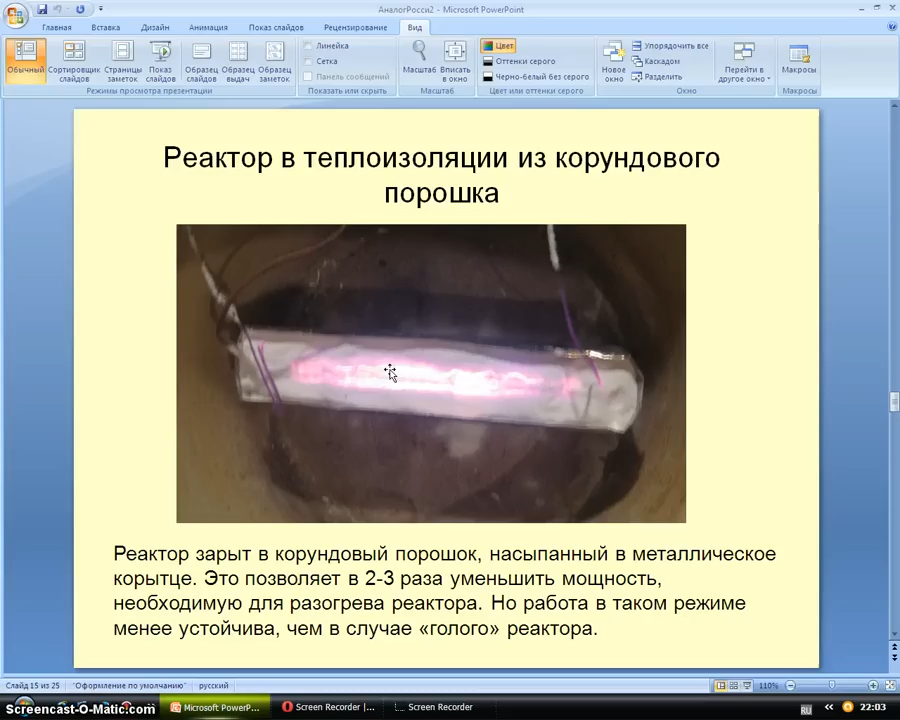 АналогРосси2 - Microsoft PowerPoint
Главная Вставка Дизайн Анимация Показ слайдов Рецензирование Вид
Обычный Сортировщик слайдов Страницы заметок Показ слайдов Образец слайдов Образец выдач Образец заметок
Режимы просмотра презентации
Линейка
Сетка
Панель сообщений
Показать или скрыть
Масштаб Вписать в окно
Масштаб
Цвет
Оттенки серого
Черно-белый без серого
Цвет или оттенки серого
Новое окно
Упорядочить все
Каскадом
Разделить
Перейти в другое окно
Окно
Макросы
Макросы
Реактор в теплоизоляции из корундового
порошка
Реактор зарыт в корундовый порошок, насыпанный в металлическое
корытце. Это позволяет в 2-3 раза уменьшить мощность,
необходимую для разогрева реактора. Но работа в таком режиме
менее устойчива, чем в случае «голого» реактора.
Слайд 15 из 25 "Оформление по умолчанию" русский 110%
Screencast-O-Matic.com Microsoft PowerP... Screen Recorder |... Screen Recorder RU 22:03